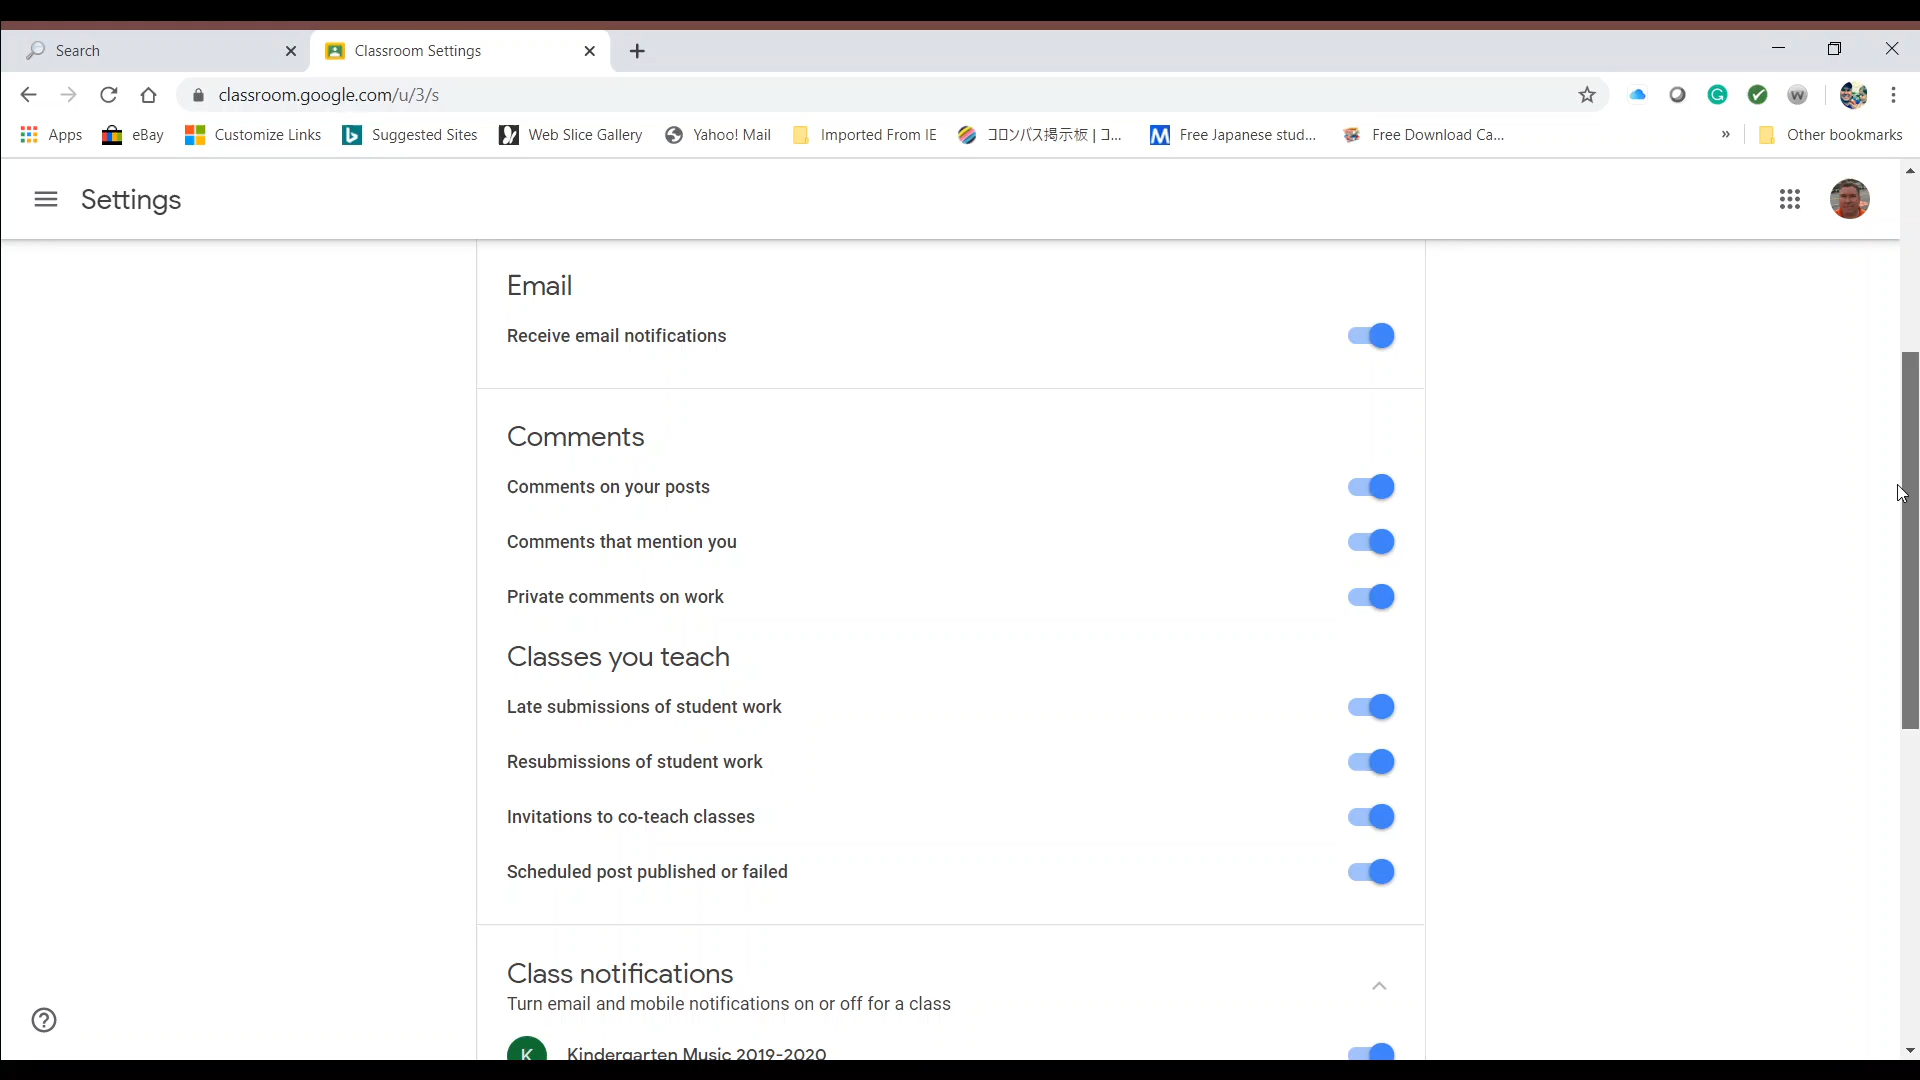 Search
Classroom Settings
classroom.google.com/u/3/s
Apps
eBay
Customize Links
Suggested Sites
Web Slice Gallery
Yahoo! Mail
Imported From IE
コロンバス掲示板 | コ...
Free Japanese stud...
Free Download Ca...
»
Other bookmarks
Settings
Email
Receive email notifications
Comments
Comments on your posts
Comments that mention you
Private comments on work
Classes you teach
Late submissions of student work
Resubmissions of student work
Invitations to co-teach classes
Scheduled post published or failed
Class notifications
Turn email and mobile notifications on or off for a class
K Kindergarten Music 2019-2020